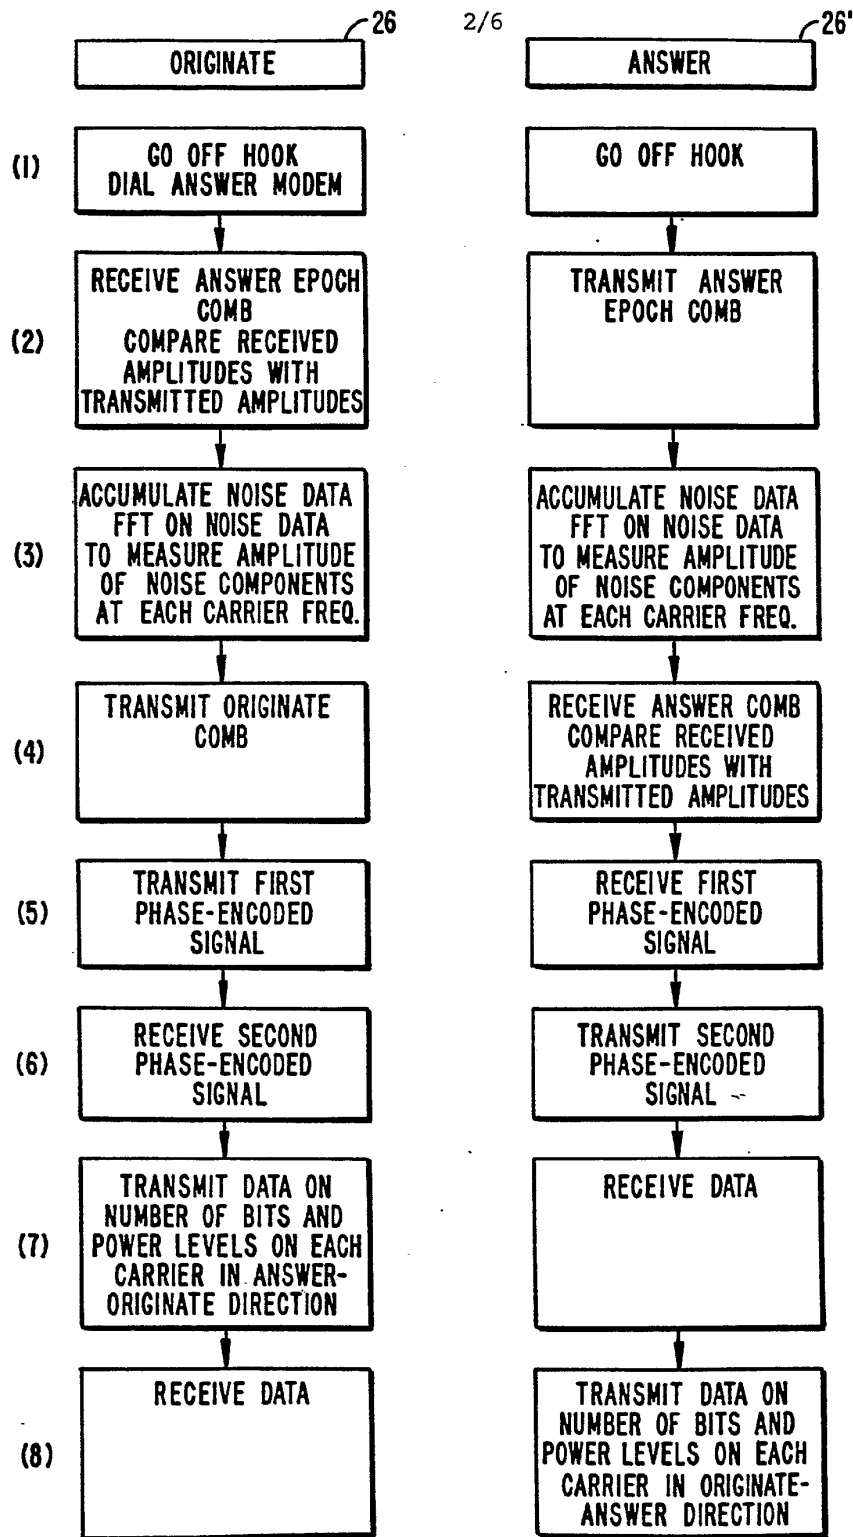 26
2/6
26'
ORIGINATE
ANSWER
(1)
GO OFF HOOK
DIAL ANSWER MODEM
GO OFF HOOK
(2)
RECEIVE ANSWER EPOCH
COMB
COMPARE RECEIVED
AMPLITUDES WITH
TRANSMITTED AMPLITUDES
TRANSMIT ANSWER
EPOCH COMB
(3)
ACCUMULATE NOISE DATA
FFT ON NOISE DATA
TO MEASURE AMPLITUDE
OF NOISE COMPONENTS
AT EACH CARRIER FREQ.
ACCUMULATE NOISE DATA
FFT ON NOISE DATA
TO MEASURE AMPLITUDE
OF NOISE COMPONENTS
AT EACH CARRIER FREQ.
(4)
TRANSMIT ORIGINATE
COMB
RECEIVE ANSWER COMB
COMPARE RECEIVED
AMPLITUDES WITH
TRANSMITTED AMPLITUDES
(5)
TRANSMIT FIRST
PHASE-ENCODED
SIGNAL
RECEIVE FIRST
PHASE-ENCODED
SIGNAL
(6)
RECEIVE SECOND
PHASE-ENCODED
SIGNAL
TRANSMIT SECOND
PHASE-ENCODED
SIGNAL
(7)
TRANSMIT DATA ON
NUMBER OF BITS AND
POWER LEVELS ON EACH
CARRIER IN ANSWER-
ORIGINATE DIRECTION
RECEIVE DATA
(8)
RECEIVE DATA
TRANSMIT DATA ON
NUMBER OF BITS AND
POWER LEVELS ON EACH
CARRIER IN ORIGINATE-
ANSWER DIRECTION